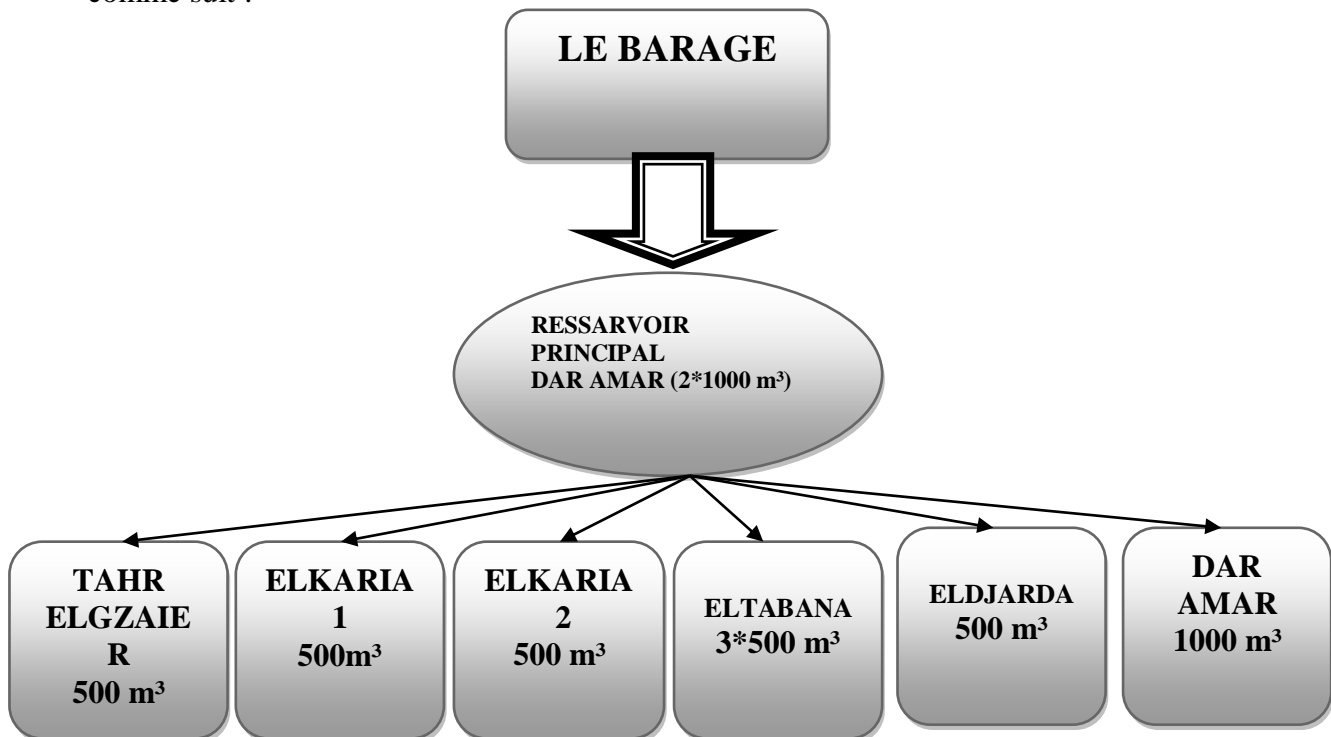 comme suit :
LE BARAGE
RESSARVOIR
PRINCIPAL
DAR AMAR (2*1000 m³)
TAHR
ELGZAIE
R
500 m³
ELKARIA
1
500m³
ELKARIA
2
500 m³
ELTABANA
3*500 m³
ELDJARDA
500 m³
DAR
AMAR
1000 m³